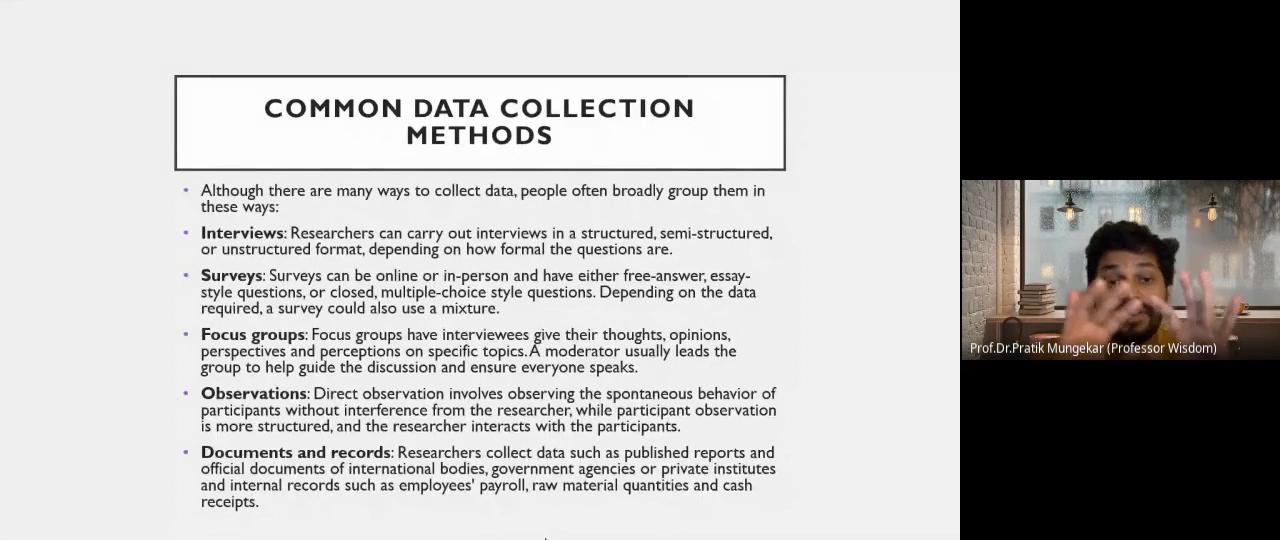 COMMON DATA COLLECTION
METHODS
• Although there are many ways to collect data, people often broadly group them in
these ways:
• Interviews: Researchers can carry out interviews in a structured, semi-structured,
or unstructured format, depending on how formal the questions are.
• Surveys: Surveys can be online or in-person and have either free-answer, essay-
style questions, or closed, multiple-choice style questions. Depending on the data
required, a survey could also use a mixture.
• Focus groups: Focus groups have interviewees give their thoughts, opinions,
perspectives and perceptions on specific topics. A moderator usually leads the
group to help guide the discussion and ensure everyone speaks.
• Observations: Direct observation involves observing the spontaneous behavior of
participants without interference from the researcher, while participant observation
is more structured, and the researcher interacts with the participants.
• Documents and records: Researchers collect data such as published reports and
official documents of international bodies, government agencies or private institutes
and internal records such as employees' payroll, raw material quantities and cash
receipts.
Prof.Dr.Pratik Mungekar (Professor Wisdom)